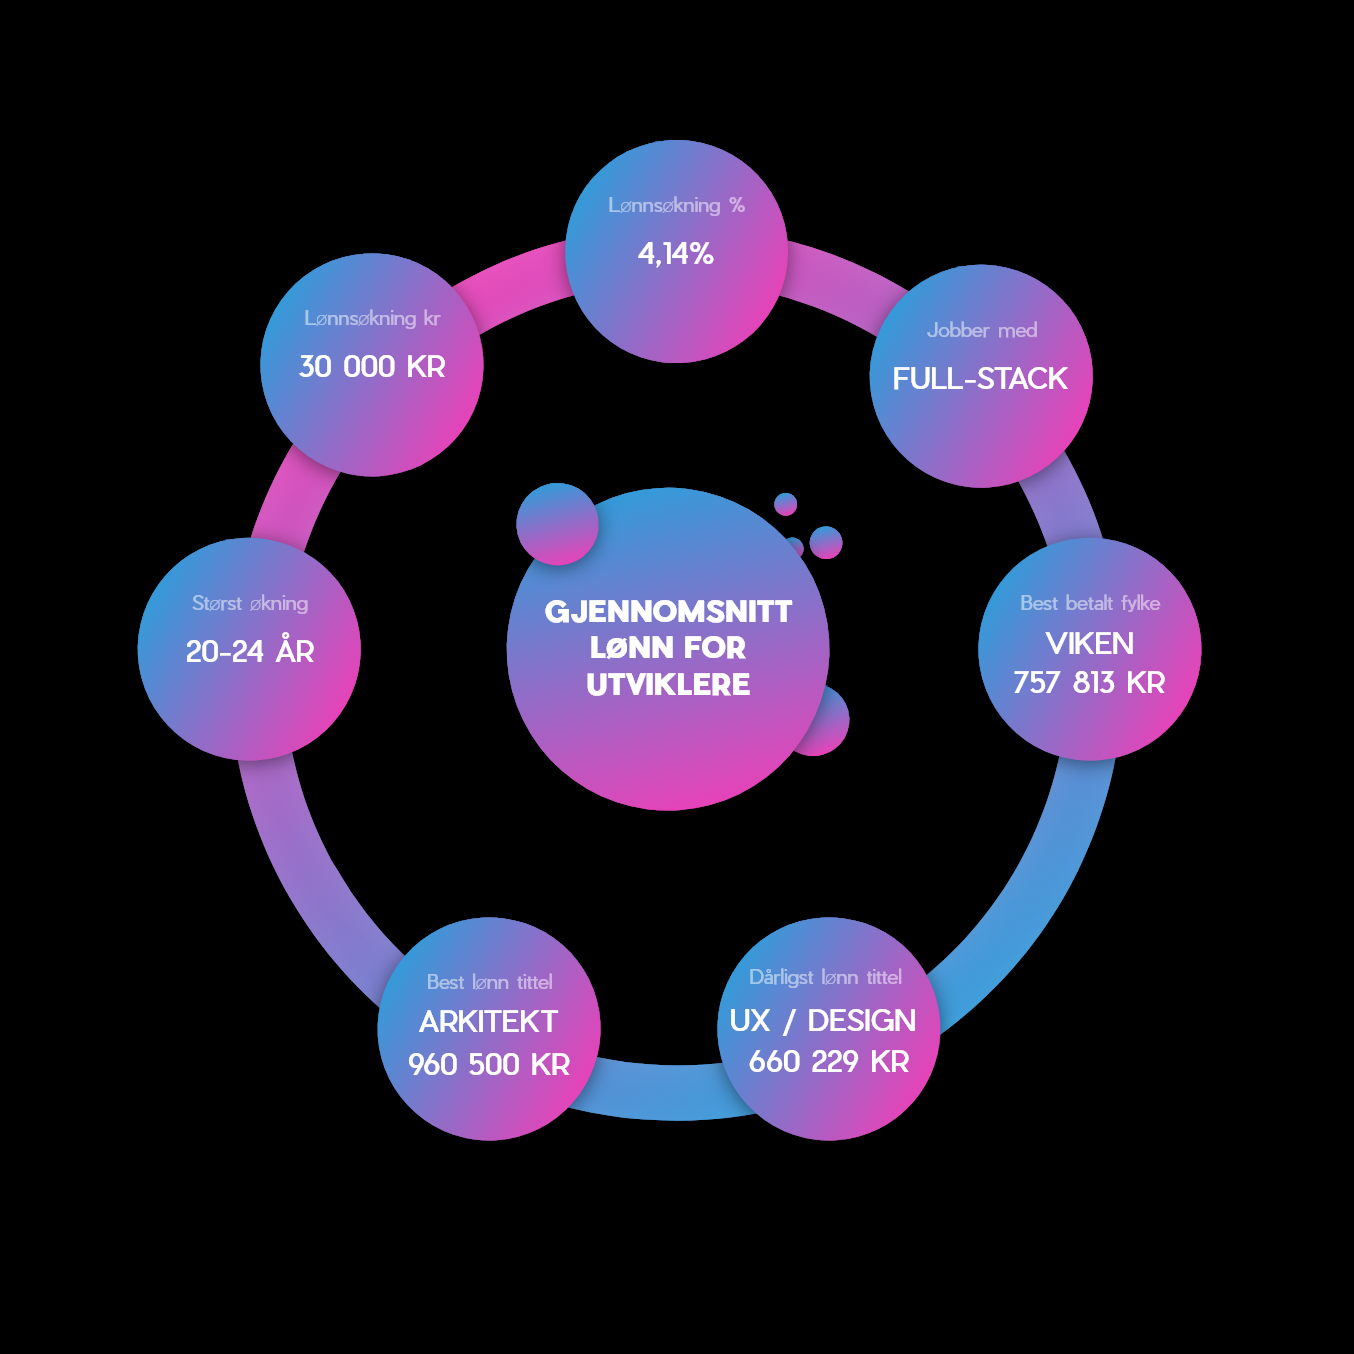 Lønnsøkning %
4,14%
Lønnsøkning kr
30 000 KR
Jobber med
FULL-STACK
Størst økning
20-24 ÅR
GJENNOMSNITT
LØNN FOR
UTVIKLERE
Best betalt fylke
VIKEN
757 813 KR
Best lønn tittel
ARKITEKT
960 500 KR
Dårligst lønn tittel
UX / DESIGN
660 229 KR